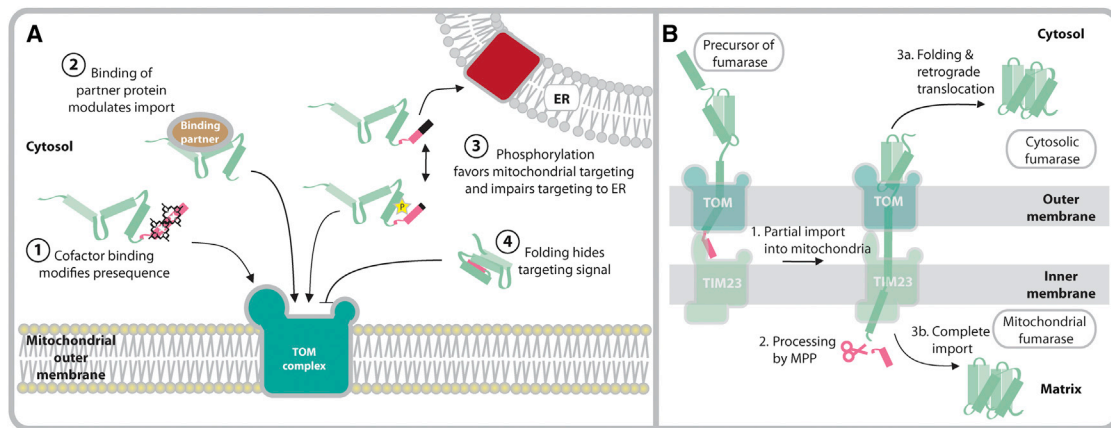 A
2 Binding of
partner protein
modulates import
Binding
partner
Cytosol
1 Cofactor binding
modifies presequence
ER
3 Phosphorylation
favors mitochondrial targeting
and impairs targeting to ER
P
4 Folding hides
targeting signal
Mitochondrial
outer
membrane
TOM
complex
B
Precursor of
fumarase
Cytosol
3a. Folding &
retrograde
translocation
Cytosolic
fumarase
TOM
TOM
Outer
membrane
1. Partial import
into mitochondria
TIM23
TIM23
Inner
membrane
Mitochondrial
fumarase
2. Processing
by MPP
3b. Complete
import
Matrix